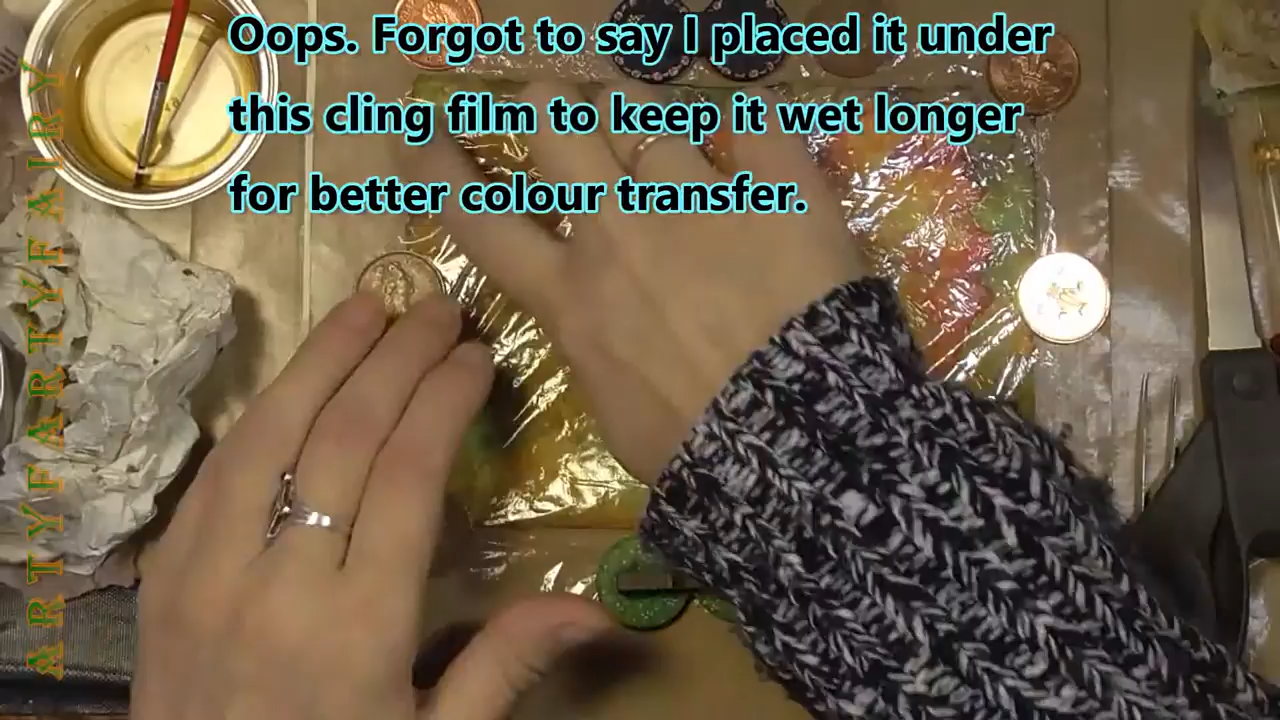 Oops. Forgot to say I placed it under
this cling film to keep it wet longer
for better colour transfer.
ARTYFARTYFAIRY